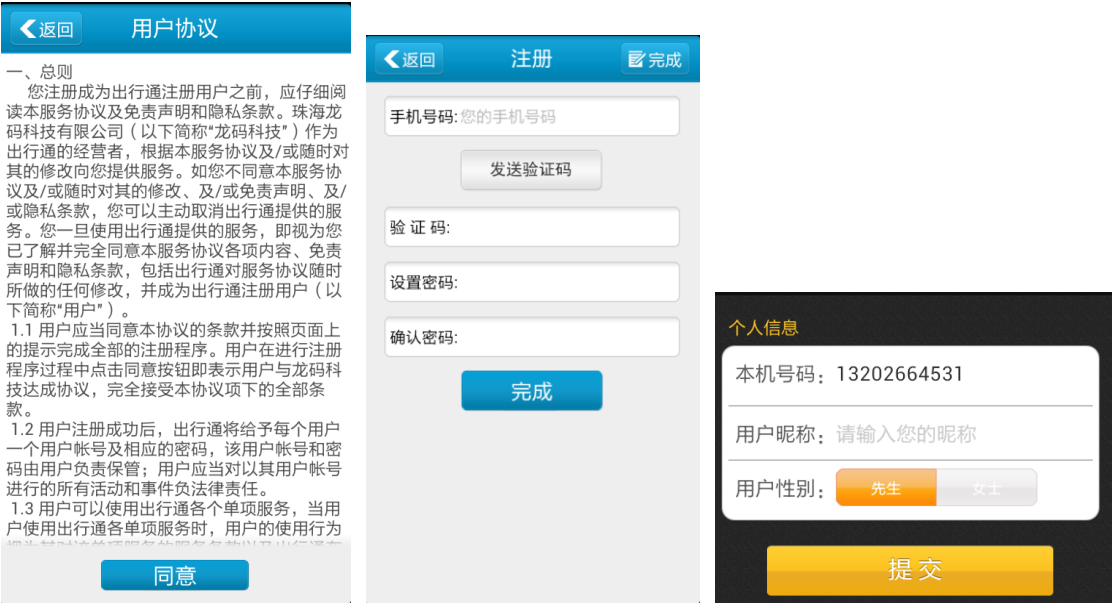 返回
用户协议
一、总则
您注册成为出行通注册用户之前，应仔细阅
读本服务协议及免责声明和隐私条款。珠海龙
码科技有限公司（以下简称“龙码科技”）作为
出行通的经营者，根据本服务协议及/或随时对
其的修改向您提供服务。如您不同意本服务协
议及/或随时对其的修改、及/或免责声明、及/
或隐私条款，您可以主动取消出行通提供的服
务。您一旦使用出行通提供的服务，即视为您
已了解并完全同意本服务协议各项内容、免责
声明和隐私条款，包括出行通对服务协议随时
所做的任何修改，并成为出行通注册用户（以
下简称“用户”）。
1.1 用户应当同意本协议的条款并按照页面上
的提示完成全部的注册程序。用户在进行注册
程序过程中点击同意按钮即表示用户与龙码科
技达成协议，完全接受本协议项下的全部条
款。
1.2 用户注册成功后，出行通将给予每个用户
一个用户帐号及相应的密码，该用户帐号和密
码由用户负责保管；用户应当对以其用户帐号
进行的所有活动和事件负法律责任。
1.3 用户可以使用出行通各个单项服务，当用
户使用出行通各单项服务时，用户的使用行为
同意
返回
注册
完成
手机号码:您的手机号码
发送验证码
验 证 码:
设置密码:
确认密码:
完成
个人信息
本机号码：13202664531
用户昵称：请输入您的昵称
用户性别：先生 女士
提交